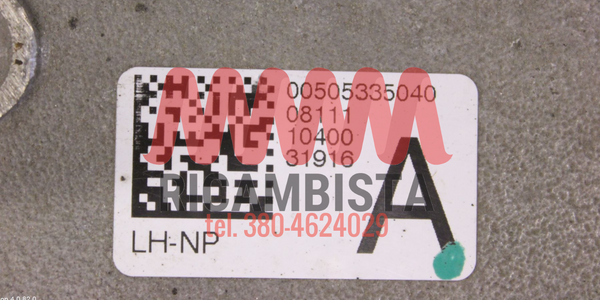 00505335040
08111
10400
31916
A
RICAMBISTA
tel. 380-4624029
LH-NP